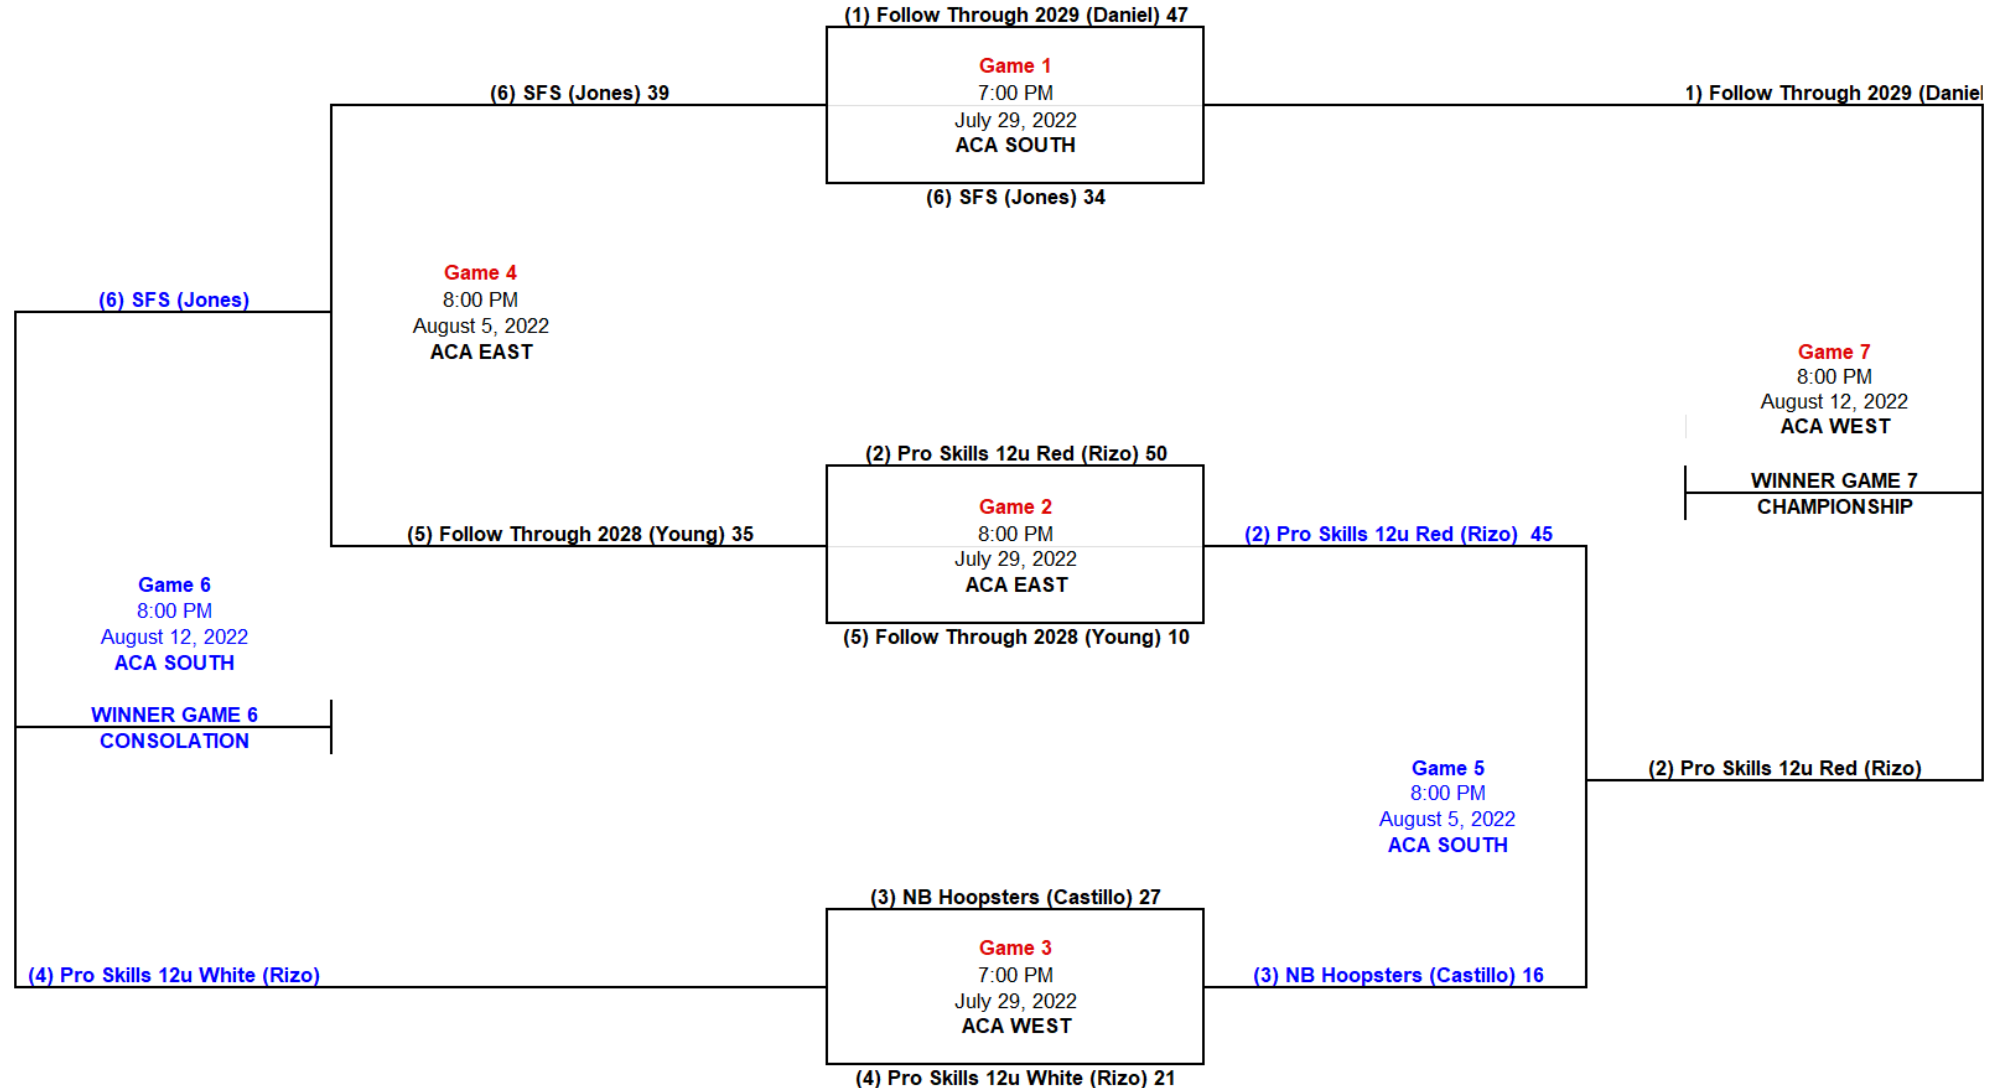 (1) Follow Through 2029 (Daniel) 47
Game 1
7:00 PM
July 29, 2022
ACA SOUTH
(6) SFS (Jones) 34
(6) SFS (Jones) 39
1) Follow Through 2029 (Daniel
Game 4
8:00 PM
August 5, 2022
ACA EAST
(6) SFS (Jones)
Game 7
8:00 PM
August 12, 2022
ACA WEST
WINNER GAME 7
CHAMPIONSHIP
(2) Pro Skills 12u Red (Rizo) 50
Game 2
8:00 PM
July 29, 2022
ACA EAST
(5) Follow Through 2028 (Young) 10
(5) Follow Through 2028 (Young) 35
(2) Pro Skills 12u Red (Rizo)  45
Game 6
8:00 PM
August 12, 2022
ACA SOUTH
WINNER GAME 6
CONSOLATION
Game 5
8:00 PM
August 5, 2022
ACA SOUTH
(2) Pro Skills 12u Red (Rizo)
(3) NB Hoopsters (Castillo) 27
Game 3
7:00 PM
July 29, 2022
ACA WEST
(4) Pro Skills 12u White (Rizo) 21
(4) Pro Skills 12u White (Rizo)
(3) NB Hoopsters (Castillo) 16